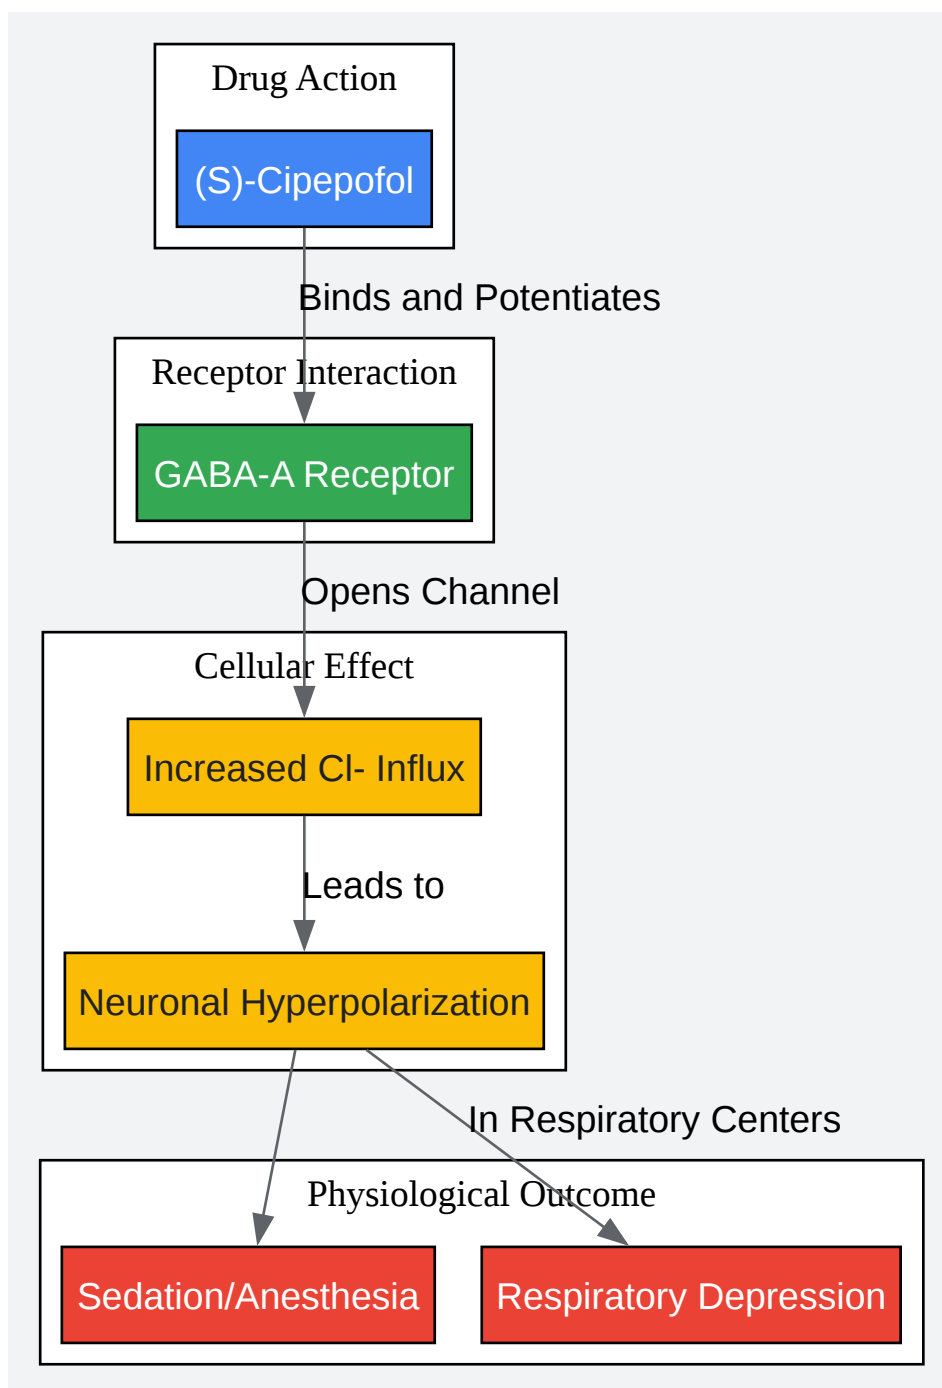 Drug Action
(S)-Cipepofol
Binds and Potentiates
Receptor Interaction
GABA-A Receptor
Opens Channel
Cellular Effect
Increased Cl- Influx
Leads to
Neuronal Hyperpolarization
In Respiratory Centers
Physiological Outcome
Sedation/Anesthesia
Respiratory Depression